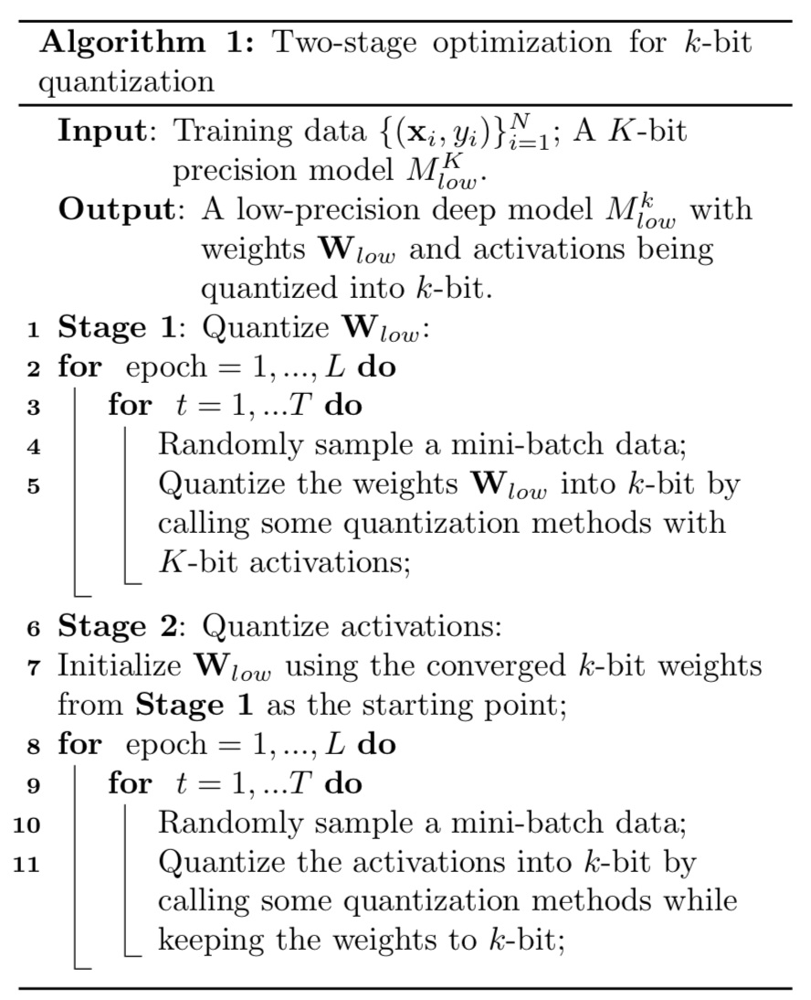 Algorithm 1: Two-stage optimization for k-bit
quantization
Input: Training data {(x_i, y_i)}_{i=1}^N; A K-bit
precision model M_{low}^K.
Output: A low-precision deep model M_{low}^k with
weights W_{low} and activations being
quantized into k-bit.
1 Stage 1: Quantize W_{low}:
2 for epoch = 1, ..., L do
3 for t = 1, ...T do
4 Randomly sample a mini-batch data;
5 Quantize the weights W_{low} into k-bit by
calling some quantization methods with
K-bit activations;
6 Stage 2: Quantize activations:
7 Initialize W_{low} using the converged k-bit weights
from Stage 1 as the starting point;
8 for epoch = 1, ..., L do
9 for t = 1, ...T do
10 Randomly sample a mini-batch data;
11 Quantize the activations into k-bit by
calling some quantization methods while
keeping the weights to k-bit;